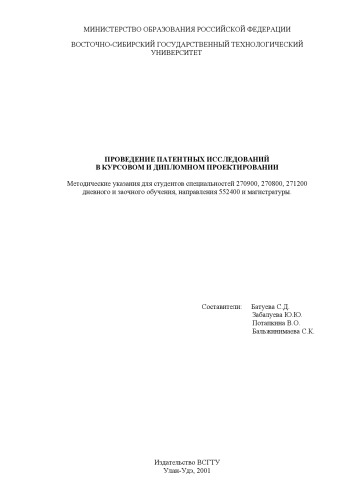 МИНИСТЕРСТВО ОБРАЗОВАНИЯ РОССИЙСКОЙ ФЕДЕРАЦИИ
ВОСТОЧНО-СИБИРСКИЙ ГОСУДАРСТВЕННЫЙ ТЕХНОЛОГИЧЕСКИЙ
УНИВЕРСИТЕТ
ПРОВЕДЕНИЕ ПАТЕНТНЫХ ИССЛЕДОВАНИЙ
В КУРСОВОМ И ДИПЛОМНОМ ПРОЕКТИРОВАНИИ
Методические указания для студентов специальностей 270900, 270800, 271200
дневного и заочного обучения, направления 552400 и магистратуры.
Составители: Батуева С.Д.
Забалуева Ю.Ю.
Потапкина В.О.
Бальжинимаева С.К.
Издательство ВСГТУ
Улан-Удэ, 2001